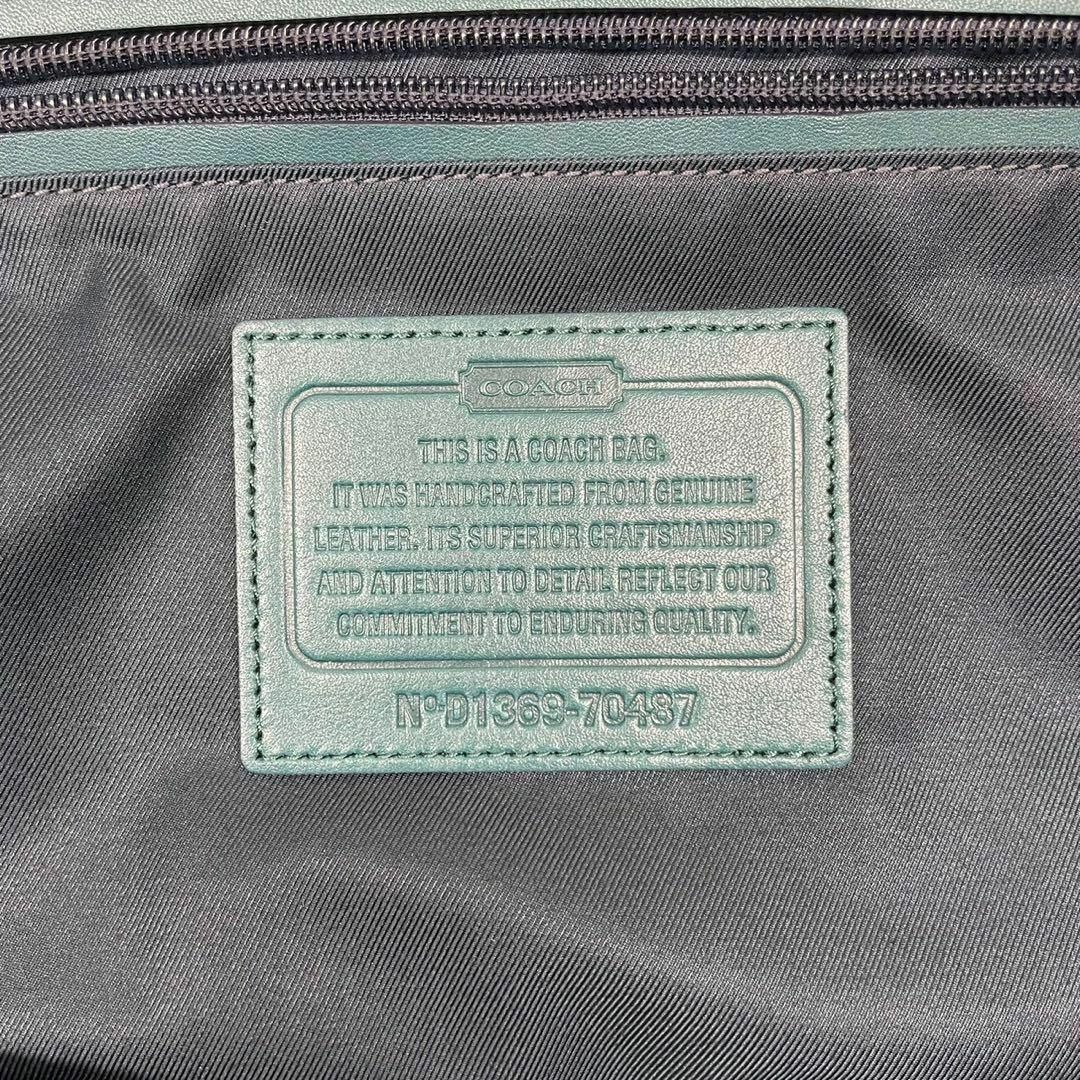 COACH
THIS IS A COACH BAG.
IT WAS HANDCRAFTED FROM GENUINE
LEATHER. ITS SUPERIOR CRAFTSMANSHIP
AND ATTENTION TO DETAIL REFLECT OUR
COMMITMENT TO ENDURING QUALITY.
Nº D1369-70487